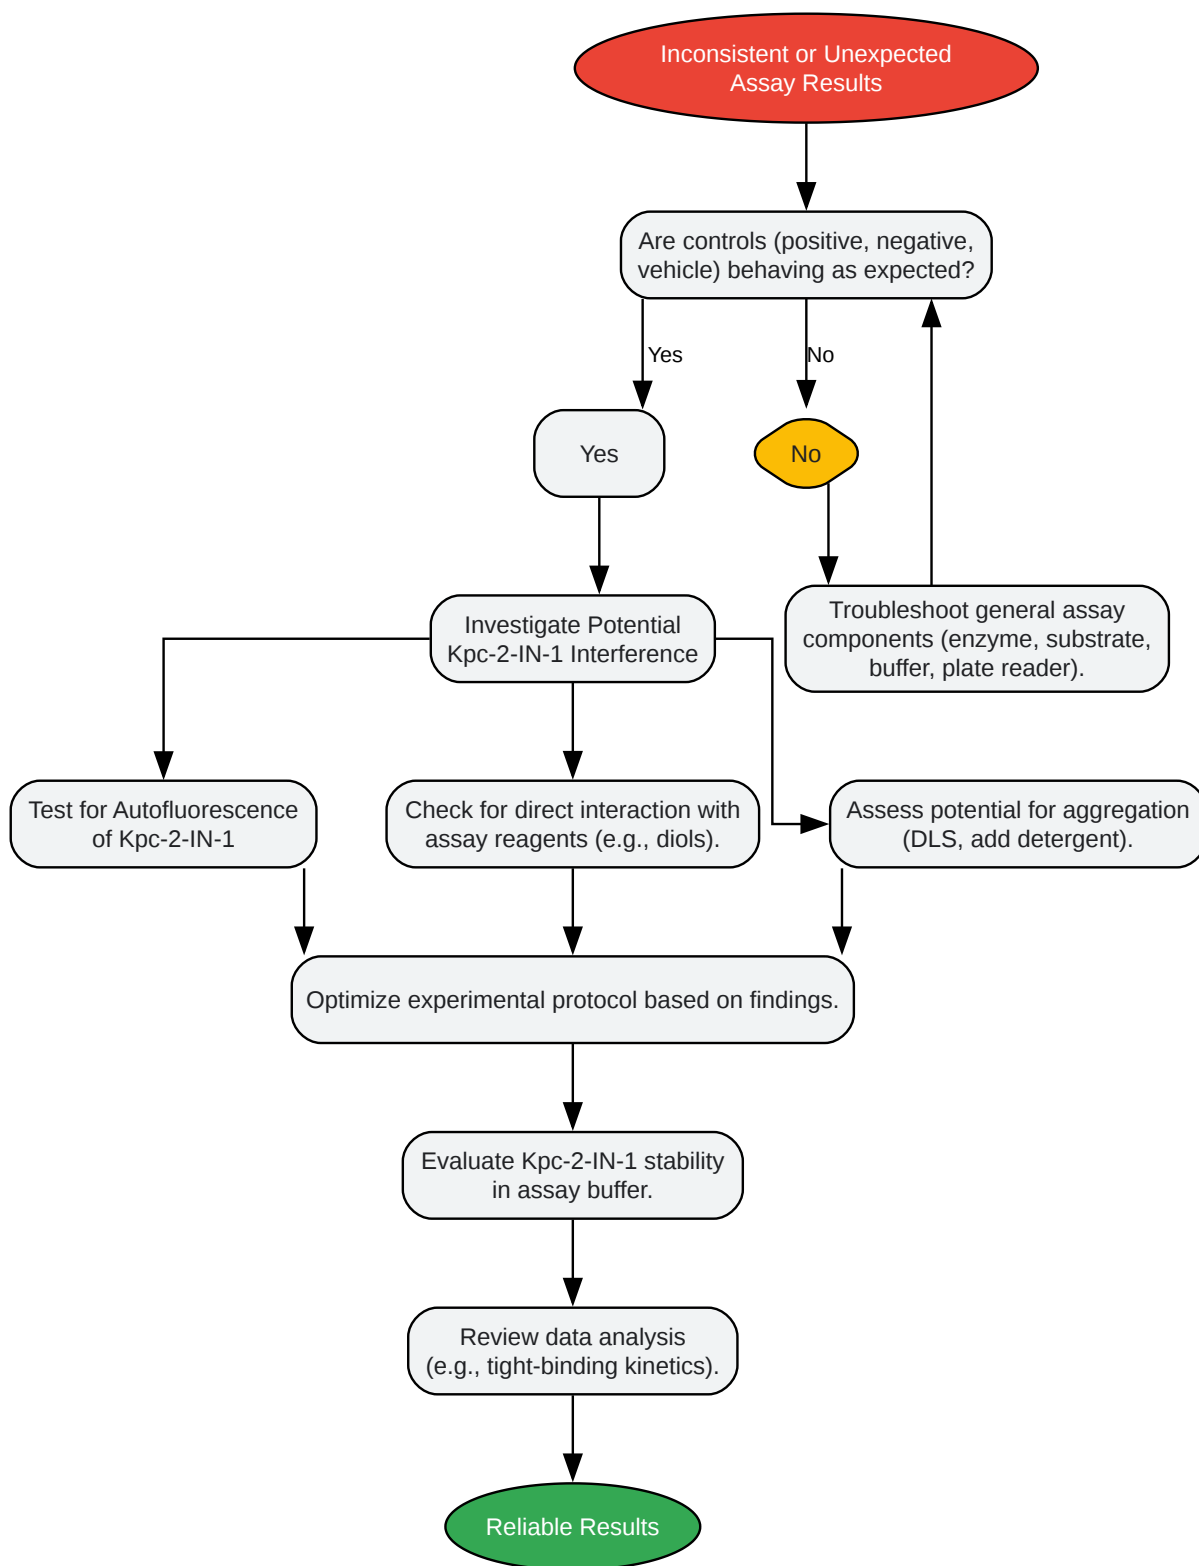 Inconsistent or Unexpected
Assay Results
Are controls (positive, negative,
vehicle) behaving as expected?
Yes
No
Yes
No
Troubleshoot general assay
components (enzyme, substrate,
buffer, plate reader).
Investigate Potential
Kpc-2-IN-1 Interference
Test for Autofluorescence
of Kpc-2-IN-1
Check for direct interaction with
assay reagents (e.g., diols).
Assess potential for aggregation
(DLS, add detergent).
Optimize experimental protocol based on findings.
Evaluate Kpc-2-IN-1 stability
in assay buffer.
Review data analysis
(e.g., tight-binding kinetics).
Reliable Results